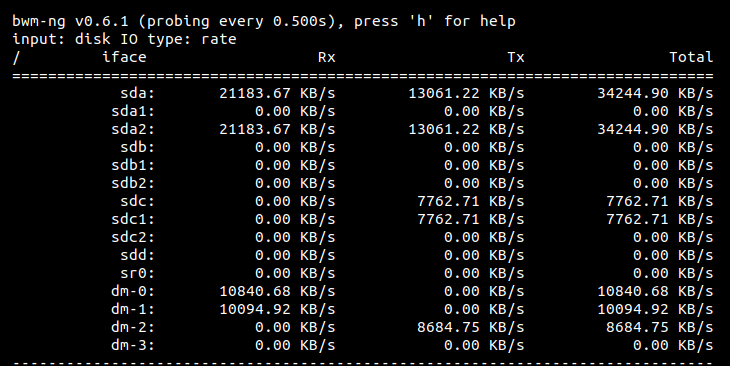 bwm-ng v0.6.1 (probing every 0.500s), press 'h' for help
input: disk IO type: rate
/         iface                   Rx                   Tx                Total
==============================================================================
            sda:       21183.67 KB/s        13061.22 KB/s        34244.90 KB/s
           sda1:           0.00 KB/s            0.00 KB/s            0.00 KB/s
           sda2:       21183.67 KB/s        13061.22 KB/s        34244.90 KB/s
            sdb:           0.00 KB/s            0.00 KB/s            0.00 KB/s
           sdb1:           0.00 KB/s            0.00 KB/s            0.00 KB/s
           sdb2:           0.00 KB/s            0.00 KB/s            0.00 KB/s
            sdc:           0.00 KB/s         7762.71 KB/s         7762.71 KB/s
           sdc1:           0.00 KB/s         7762.71 KB/s         7762.71 KB/s
           sdc2:           0.00 KB/s            0.00 KB/s            0.00 KB/s
            sdd:           0.00 KB/s            0.00 KB/s            0.00 KB/s
            sr0:           0.00 KB/s            0.00 KB/s            0.00 KB/s
           dm-0:       10840.68 KB/s            0.00 KB/s        10840.68 KB/s
           dm-1:       10094.92 KB/s            0.00 KB/s        10094.92 KB/s
           dm-2:           0.00 KB/s         8684.75 KB/s         8684.75 KB/s
           dm-3:           0.00 KB/s            0.00 KB/s            0.00 KB/s
------------------------------------------------------------------------------